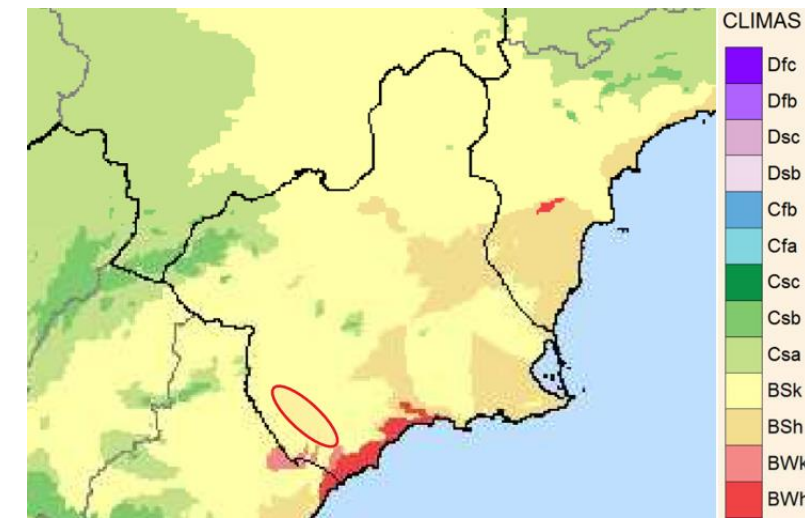 CLIMAS
Dfc
Dfb
Dsc
Dsb
Cfb
Cfa
Csc
Csb
Csa
BSk
BSh
BWk
BWh